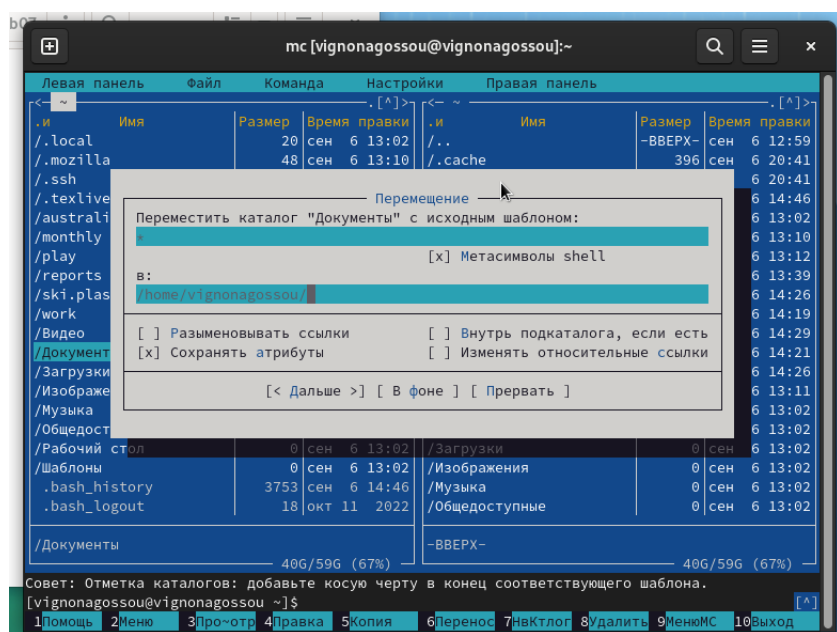 b07
mc [vignonagossou@vignonagossou]:~
Левая панель Файл Команда Настройки Правая панель
<— ~ .[^]> <— ~ .[^]>
.и Имя Размер Время правки .и Имя Размер Время правки
/.local 20 сен 6 13:02 /.. -ВВЕРХ- сен 6 12:59
/.mozilla 48 сен 6 13:10 /.cache 396 сен 6 20:41
/.ssh 6 20:41
/.texlive Перемещение 6 14:46
/australi Переместить каталог "Документы" с исходным шаблоном: 6 13:02
/monthly * 6 13:10
/play [x] Метасимволы shell 6 13:12
/reports в: 6 13:39
/ski.plas /home/vignonagossou/ 6 14:26
/work 6 14:19
/Видео [ ] Разыменовывать ссылки [ ] Внутрь подкаталога, если есть 6 14:29
/Документ [x] Сохранять атрибуты [ ] Изменять относительные ссылки 6 14:21
/Загрузки 6 14:26
/Изображе [< Дальше >] [ В фоне ] [ Прервать ] 6 13:11
/Музыка 6 13:02
/Общедост 6 13:02
/Рабочий стол 0 сен 6 13:02 /Загрузки 0 сен 6 13:02
/Шаблоны 0 сен 6 13:02 /Изображения 0 сен 6 13:02
.bash_history 3753 сен 6 14:46 /Музыка 0 сен 6 13:02
.bash_logout 18 окт 11 2022 /Общедоступные 0 сен 6 13:02
/Документы -ВВЕРХ-
40G/59G (67%) 40G/59G (67%)
Совет: Отметка каталогов: добавьте косую черту в конец соответствующего шаблона.
[vignonagossou@vignonagossou ~]$ [^]
1Помощь 2Меню 3Про~отр 4Правка 5Копия 6Перенос 7НвКтлог 8Удалить 9МенюМС 10Выход